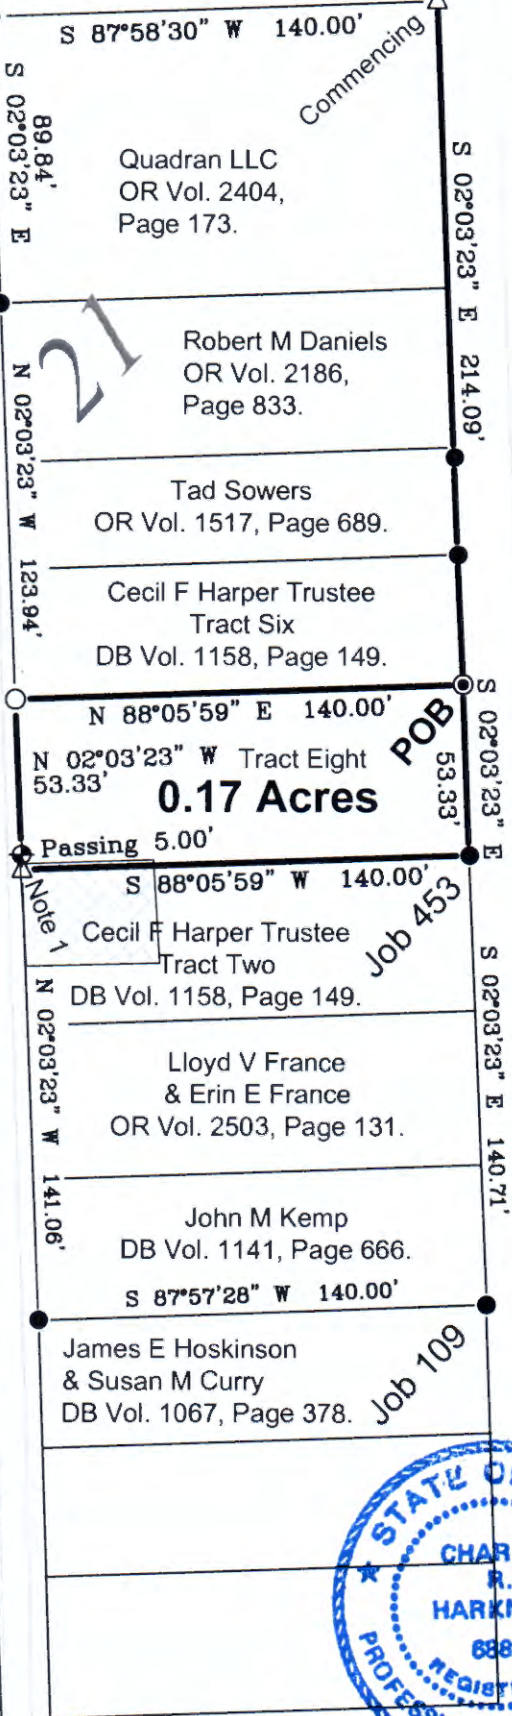 S 87°58'30" W 140.00'
Commencing
S 02°03'23" E
89.84'
Quadran LLC
OR Vol. 2404,
Page 173.
S 02°03'23" E 214.09'
21
Robert M Daniels
OR Vol. 2186,
Page 833.
N 02°03'23" W 123.94'
Tad Sowers
OR Vol. 1517, Page 689.
Cecil F Harper Trustee
Tract Six
DB Vol. 1158, Page 149.
N 88°05'59" E 140.00'
POB
S 02°03'23" E
53.33'
N 02°03'23" W Tract Eight
53.33'
0.17 Acres
Passing 5.00'
S 88°05'59" W 140.00'
Note 1
Job 453
Cecil F Harper Trustee
Tract Two
DB Vol. 1158, Page 149.
S 02°03'23" E 140.71'
N 02°03'23" W 141.06'
Lloyd V France
& Erin E France
OR Vol. 2503, Page 131.
John M Kemp
DB Vol. 1141, Page 666.
S 87°57'28" W 140.00'
James E Hoskinson
& Susan M Curry
DB Vol. 1067, Page 378.
Job 109
STATE
R.